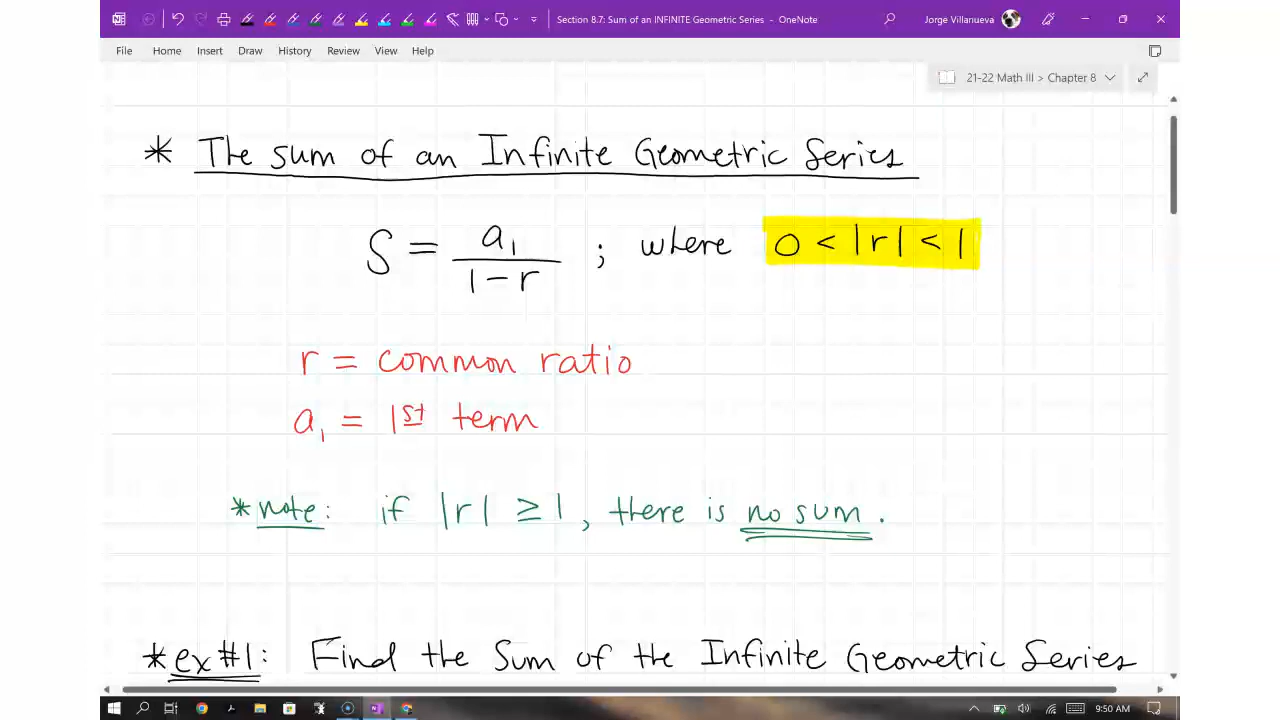 Section 8.7: Sum of an INFINITE Geometric Series - OneNote
Jorge Villanueva
File Home Insert Draw History Review View Help
21-22 Math III > Chapter 8
* The sum of an Infinite Geometric Series
S = a₁ / 1 - r ; where 0 < |r| < 1
r = common ratio
a₁ = 1st term
* note: if |r| ≥ 1, there is no sum.
* ex #1: Find the Sum of the Infinite Geometric Series
9:50 AM